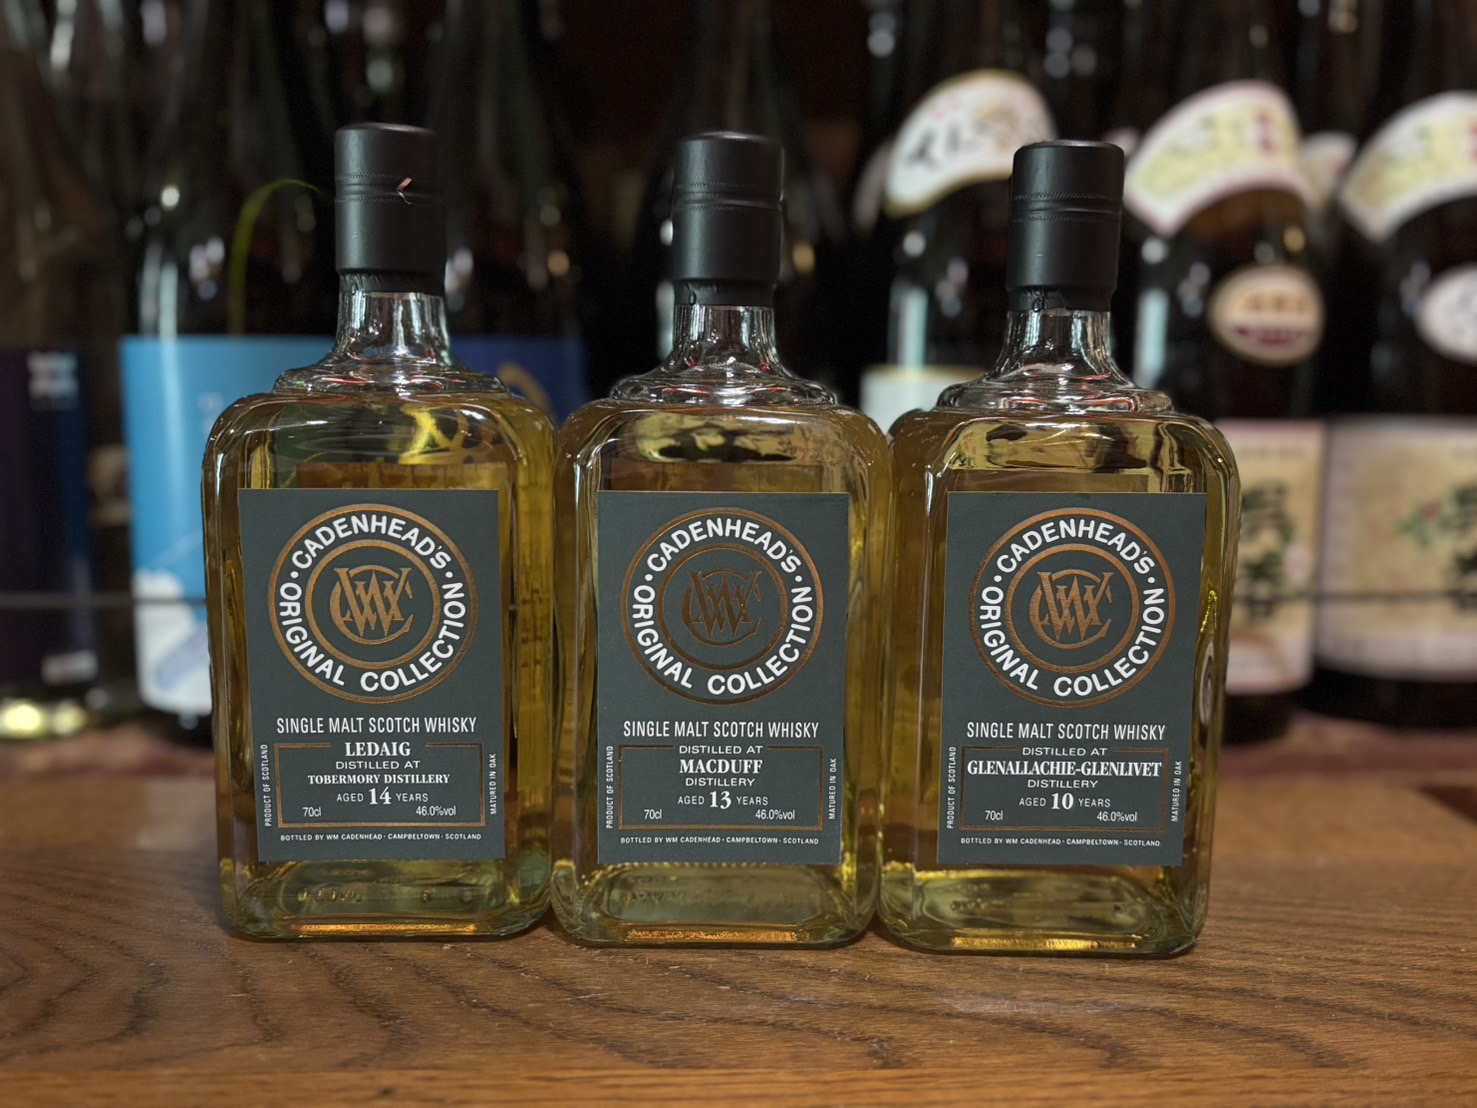 CADENHEAD'S
ORIGINAL COLLECTION
WC
SINGLE MALT SCOTCH WHISKY
LEDAIG
DISTILLED AT
TOBERMORY DISTILLERY
AGED 14 YEARS
70cl 46.0%vol
PRODUCT OF SCOTLAND
MATURED IN OAK
BOTTLED BY WM CADENHEAD · CAMPBELTOWN · SCOTLAND
CADENHEAD'S
ORIGINAL COLLECTION
WC
SINGLE MALT SCOTCH WHISKY
DISTILLED AT
MACDUFF
DISTILLERY
AGED 13 YEARS
70cl 46.0%vol
PRODUCT OF SCOTLAND
MATURED IN OAK
BOTTLED BY WM CADENHEAD · CAMPBELTOWN · SCOTLAND
CADENHEAD'S
ORIGINAL COLLECTION
WC
SINGLE MALT SCOTCH WHISKY
DISTILLED AT
GLENALLACHIE-GLENLIVET
DISTILLERY
AGED 10 YEARS
70cl 46.0%vol
PRODUCT OF SCOTLAND
MATURED IN OAK
BOTTLED BY WM CADENHEAD · CAMPBELTOWN · SCOTLAND